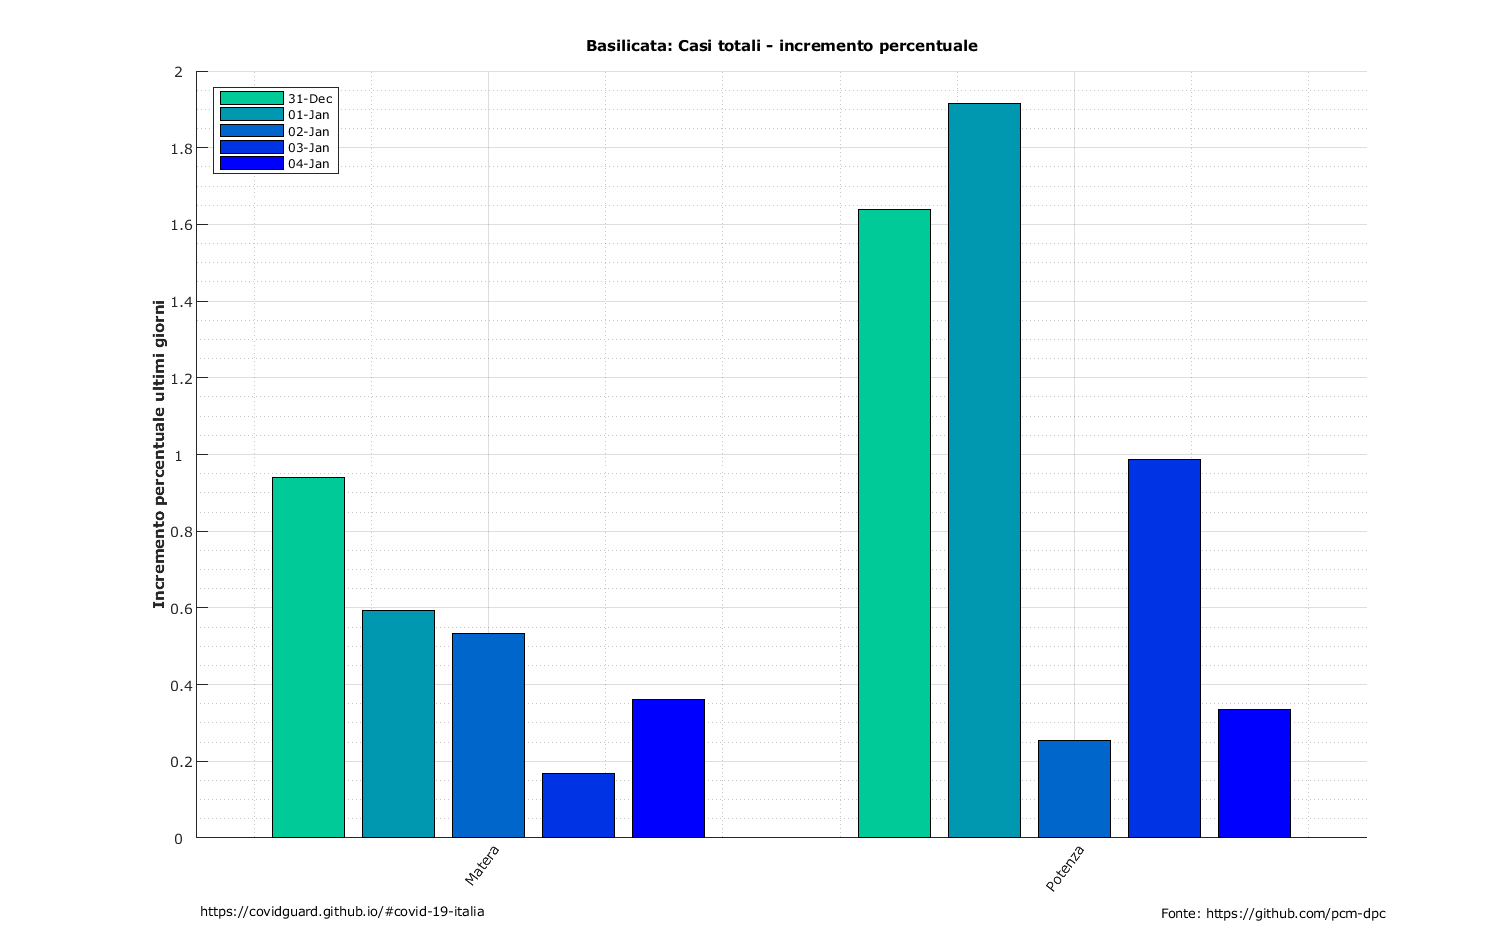 Basilicata: Casi totali - incremento percentuale
31-Dec
01-Jan
02-Jan
03-Jan
04-Jan
Incremento percentuale ultimi giorni
2
1.8
1.6
1.4
1.2
1
0.8
0.6
0.4
0.2
0
Matera
Potenza
https://covidguard.github.io/#covid-19-italia
Fonte: https://github.com/pcm-dpc